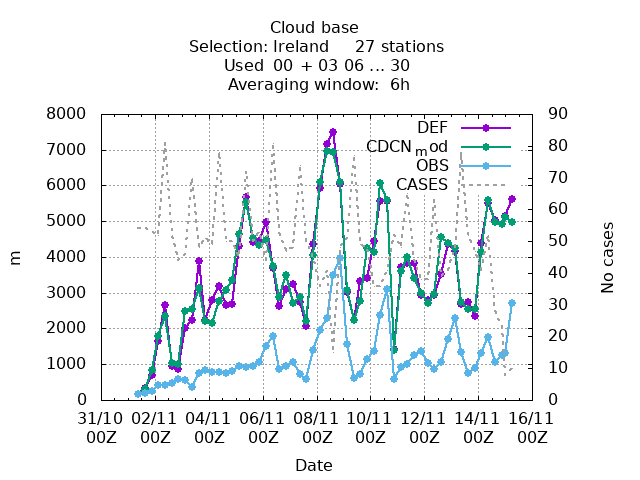 Cloud base
Selection: Ireland 27 stations
Used 00 + 03 06 ... 30
Averaging window: 6h
8000 90
7000 80
6000 70
5000 60
4000 50
3000 40
2000 30
1000 20
0 10
0
m
No cases
DEF
CDCN mod
OBS
CASES
31/10 02/11 04/11 06/11 08/11 10/11 12/11 14/11 16/11
00Z 00Z 00Z 00Z 00Z 00Z 00Z 00Z 00Z
Date